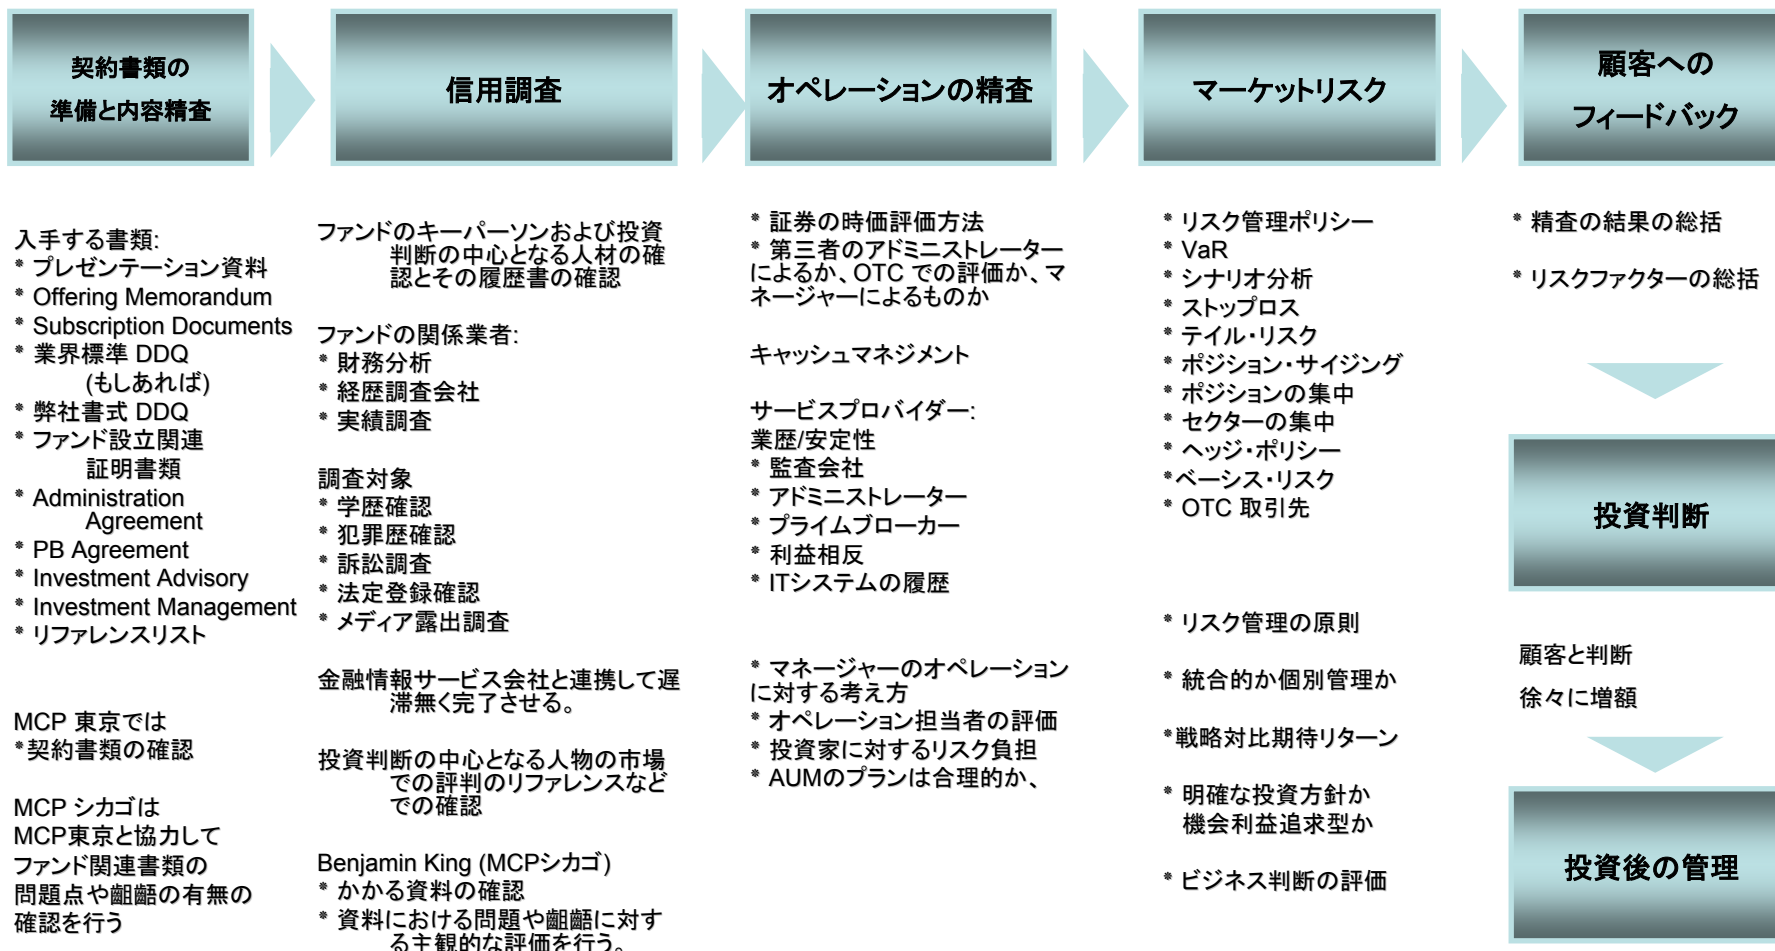 契約書類の
準備と内容精査
信用調査
オペレーションの精査
マーケットリスク
顧客への
フィードバック
入手する書類:
* プレゼンテーション資料
* Offering Memorandum
* Subscription Documents
* 業界標準 DDQ
(もしあれば)
* 弊社書式 DDQ
* ファンド設立関連
証明書類
* Administration
Agreement
* PB Agreement
* Investment Advisory
* Investment Management
* リファレンスリスト
MCP 東京では
*契約書類の確認
MCP シカゴは
MCP東京と協力して
ファンド関連書類の
問題点や齟齬の有無の
確認を行う
ファンドのキーパーソンおよび投資
判断の中心となる人材の確
認とその履歴書の確認
ファンドの関係業者:
* 財務分析
* 経歴調査会社
* 実績調査
調査対象
* 学歴確認
* 犯罪歴確認
* 訴訟調査
* 法定登録確認
* メディア露出調査
金融情報サービス会社と連携して遅
滞無く完了させる。
投資判断の中心となる人物の市場
での評判のリファレンスなど
での確認
Benjamin King (MCPシカゴ)
* かかる資料の確認
* 資料における問題や齟齬に対す
る主観的な評価を行う。
* 証券の時価評価方法
* 第三者のアドミニストレーター
によるか、OTC での評価か、マ
ネージャーによるものか
キャッシュマネジメント
サービスプロバイダー:
業歴/安定性
* 監査会社
* アドミニストレーター
* プライムブローカー
* 利益相反
* ITシステムの履歴
* マネージャーのオペレーション
に対する考え方
* オペレーション担当者の評価
* 投資家に対するリスク負担
* AUMのプランは合理的か、
* リスク管理ポリシー
* VaR
* シナリオ分析
* ストップロス
* テイル・リスク
* ポジション・サイジング
* ポジションの集中
* セクターの集中
* ヘッジ・ポリシー
*ベーシス・リスク
* OTC 取引先
* リスク管理の原則
* 統合的か個別管理か
*戦略対比期待リターン
* 明確な投資方針か
機会利益追求型か
* ビジネス判断の評価
* 精査の結果の総括
* リスクファクターの総括
投資判断
顧客と判断
徐々に増額
投資後の管理